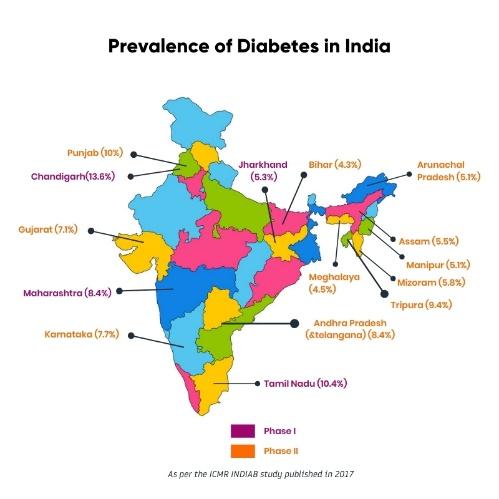 Prevalence of Diabetes in India
Punjab (10%)
Chandigarh(13.6%)
Jharkhand
(5.3%)
Bihar (4.3%)
Arunachal
Pradesh (5.1%)
Gujarat (7.1%)
Assam (5.5%)
Manipur (5.1%)
Meghalaya
(4.5%)
Mizoram (5.8%)
Maharashtra (8.4%)
Tripura (9.4%)
Karnataka (7.7%)
Andhra Pradesh
(&telangana) (8.4%)
Tamil Nadu (10.4%)
Phase I
Phase II
As per the ICMR INDIAB study published in 2017